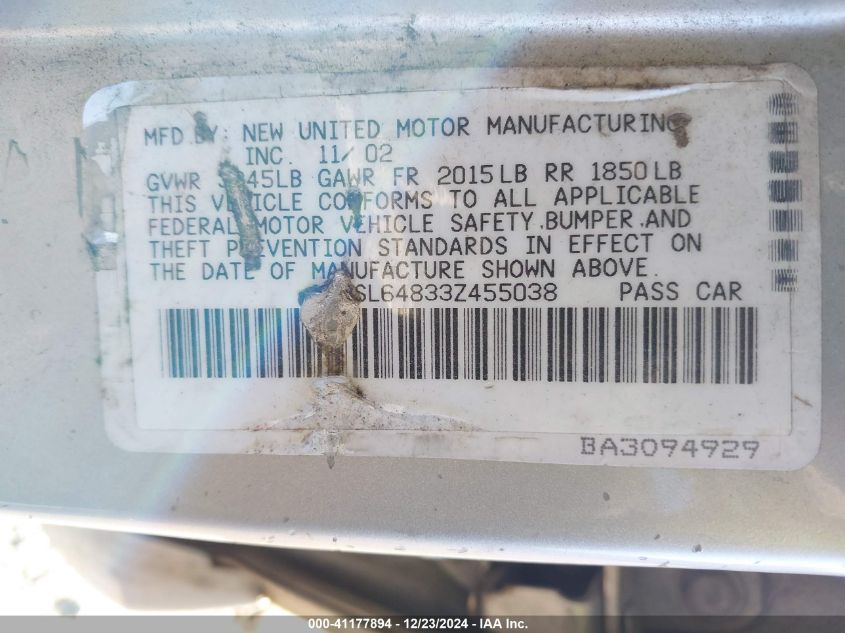 MFD.BY: NEW UNITED MOTOR MANUFACTURING
INC. 11/ 02
GVWR GAWR FR 2015LB RR 1850LB
THIS VEHICLE CONFORMS TO ALL APPLICABLE
FEDERAL MOTOR VEHICLE SAFETY,BUMPER,AND
THEFT PREVENTION STANDARDS IN EFFECT ON
THE DATE OF MANUFACTURE SHOWN ABOVE.
SL64833Z455038 PASS CAR
BA3094929
000-41177894 - 12/23/2024 - IAA Inc.